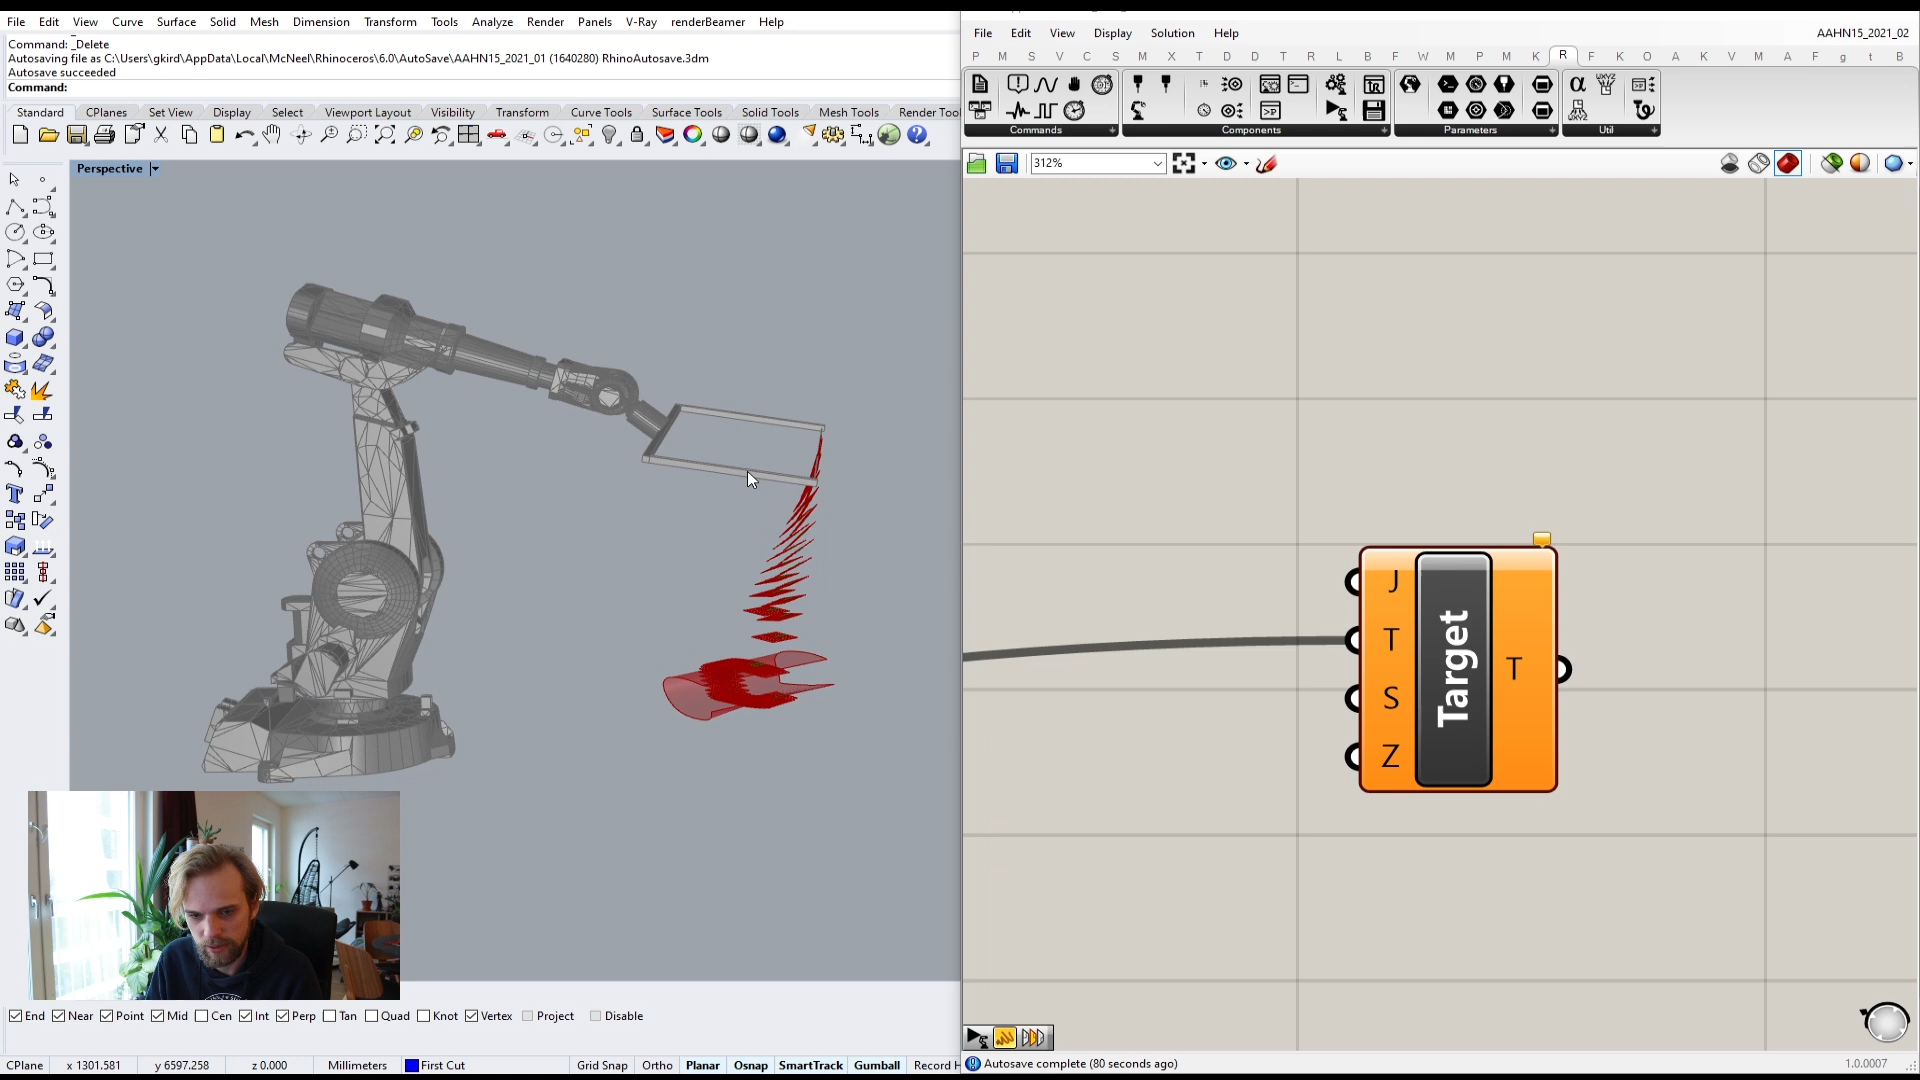 File Edit View Curve Surface Solid Mesh Dimension Transform Tools Analyze Render Panels V-Ray renderBeamer Help
Command: _Delete
Autosaving file as C:\Users\gkird\AppData\Local\McNeel\Rhinoceros\6.0\AutoSave\AAHN15_2021_01 (1640280) RhinoAutosave.3dm
Autosave succeeded
Command:
Standard CPlanes Set View Display Select Viewport Layout Visibility Transform Curve Tools Surface Tools Solid Tools Mesh Tools Render Tool
Perspective
End Near Point Mid Cen Int Perp Tan Quad Knot Vertex Project Disable
CPlane x 1301.581 y 6597.258 z 0.000 Millimeters First Cut Grid Snap Ortho Planar Osnap SmartTrack Gumball Record H
File Edit View Display Solution Help AAHN15_2021_02
P M S V C S M X T D D T R L B F W M P M K R F K O A K V M A F g t B
Commands Components Parameters Util
312%
J
T
S
Z
Target
T
Autosave complete (80 seconds ago) 1.0.0007